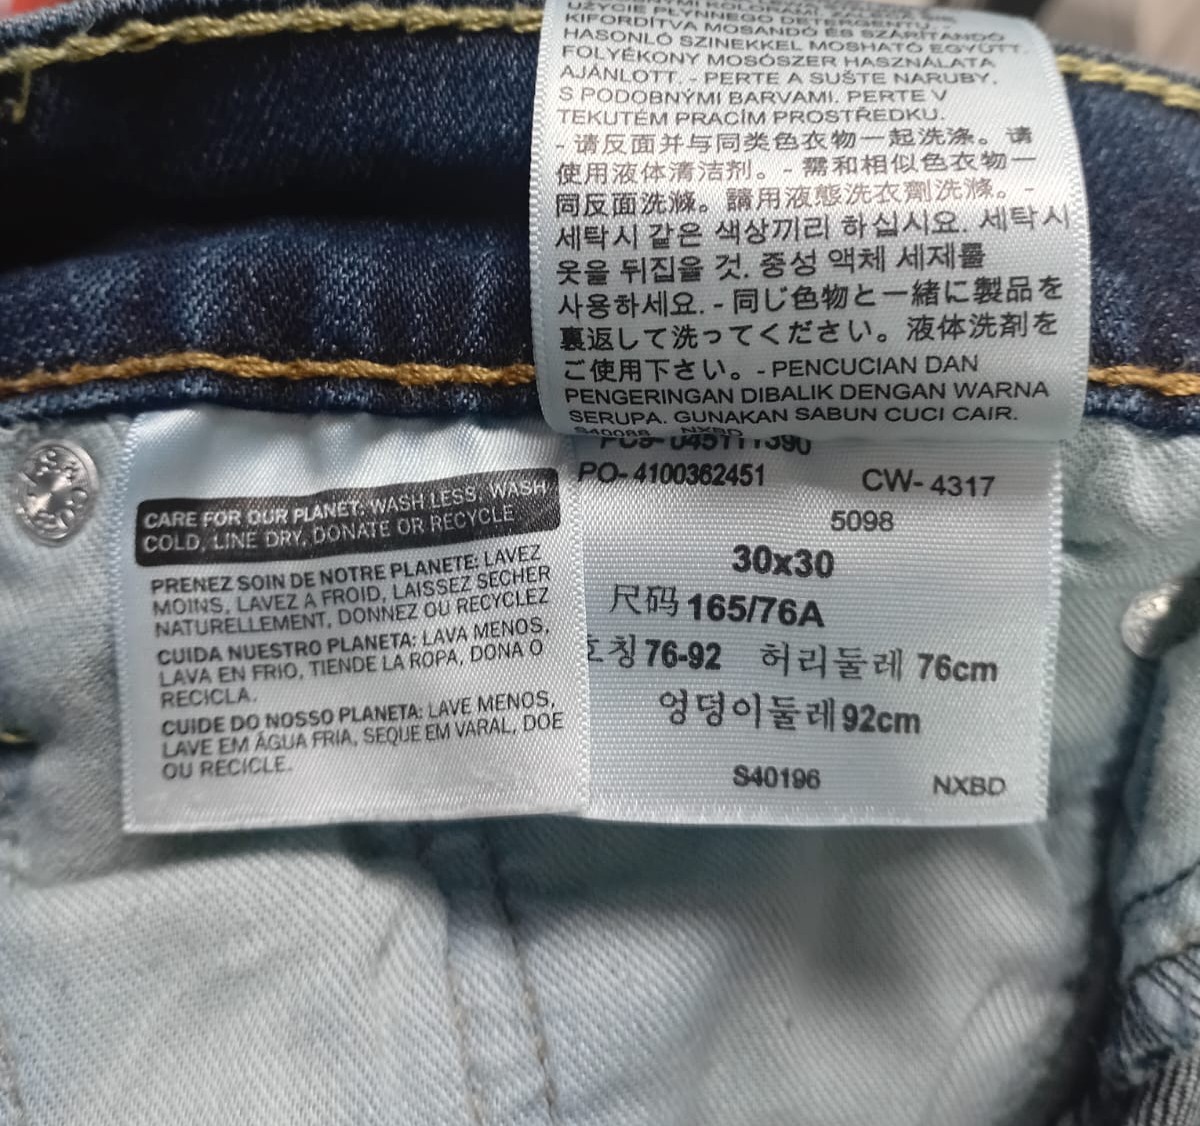 UŻYCIE PŁYNNEGO DETERGENTU.
KIFORDÍTVA MOSANDÓ ÉS SZÁRÍTANDÓ
HASONLÓ SZINEKKEL MOSHATÓ EGYÜTT.
FOLYÉKONY MOSÓSZER HASZNÁLATA
AJÁNLOTT. - PERTE A SUŠTE NARUBY,
S PODOBNÝMI BARVAMI. PERTE V
TEKUTÉM PRACÍM PROSTŘEDKU.
- 请反面并与同类色衣物一起洗涤。请
使用液体清洁剂。- 需和相似色衣物一
同反面洗滌。請用液態洗衣劑洗滌。-
세탁시 같은 색상끼리 하십시요. 세탁시
옷을 뒤집을 것. 중성 액체 세제를
사용하세요. - 同じ色物と一緒に製品を
裏返して洗ってください。液体洗剤を
ご使用下さい。- PENCUCIAN DAN
PENGERINGAN DIBALIK DENGAN WARNA
SERUPA. GUNAKAN SABUN CUCI CAIR.
S40088 NXBD
CARE FOR OUR PLANET: WASH LESS, WASH
COLD, LINE DRY, DONATE OR RECYCLE
PRENEZ SOIN DE NOTRE PLANETE: LAVEZ
MOINS, LAVEZ A FROID, LAISSEZ SECHER
NATURELLEMENT, DONNEZ OU RECYCLEZ
CUIDA NUESTRO PLANETA: LAVA MENOS,
LAVA EN FRIO, TIENDE LA ROPA, DONA O
RECICLA.
CUIDE DO NOSSO PLANETA: LAVE MENOS,
LAVE EM ÁGUA FRIA, SEQUE EM VARAL, DOE
OU RECICLE.
PC9- 045111390
PO- 4100362451 CW- 4317
5098
30x30
尺码 165/76A
호칭 76-92 허리둘레 76cm
엉덩이둘레 92cm
S40196 NXBD